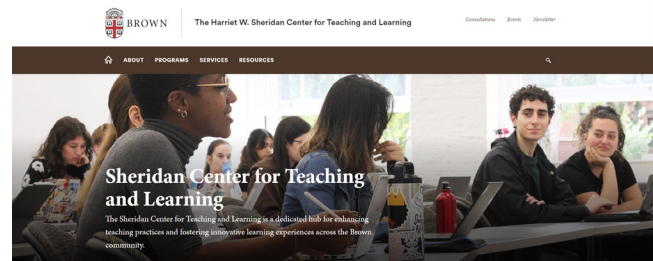 BROWN
The Harriet W. Sheridan Center for Teaching and Learning
Consultations Events Newsletter
ABOUT PROGRAMS SERVICES RESOURCES
Sheridan Center for Teaching
and Learning
The Sheridan Center for Teaching and Learning is a dedicated hub for enhancing
teaching practices and fostering innovative learning experiences across the Brown
community.